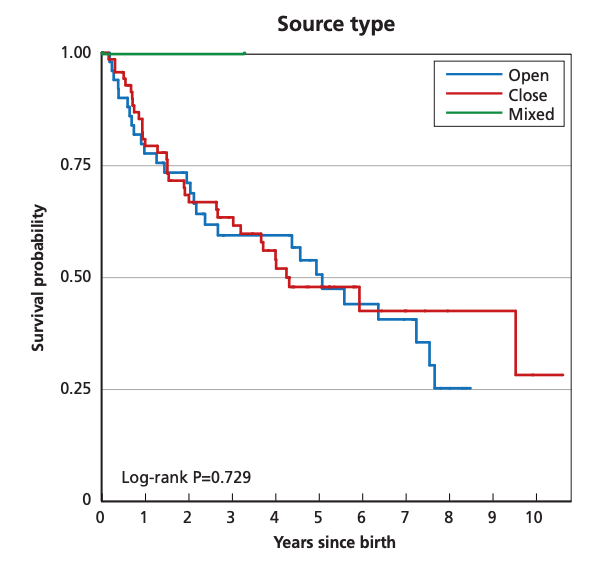 Source type
1.00
0.75
0.50
0.25
0
Survival probability
Open
Close
Mixed
Log-rank P=0.729
0 1 2 3 4 5 6 7 8 9 10
Years since birth